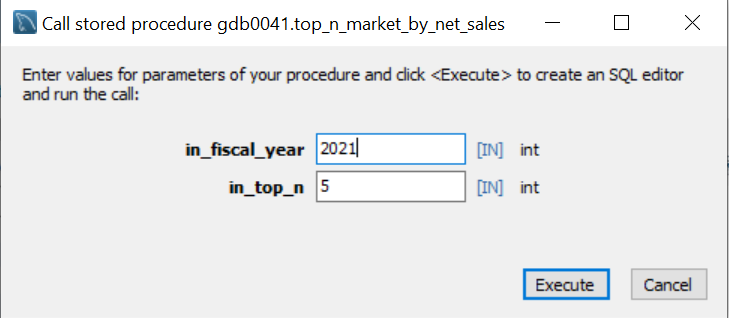 Call stored procedure gdb0041.top_n_market_by_net_sales
Enter values for parameters of your procedure and click <Execute> to create an SQL editor
and run the call:
in_fiscal_year 2021 [IN] int
in_top_n 5 [IN] int
Execute Cancel